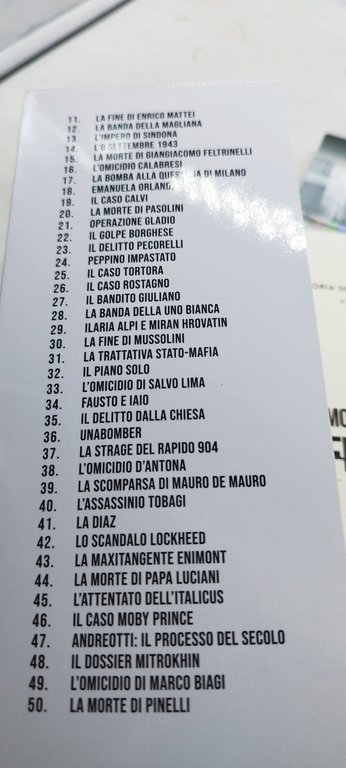 11. LA FINE DI ENRICO MATTEI
12. LA BANDA DELLA MAGLIANA
13. L'IMPERO DI SINDONA
14. L'8 SETTEMBRE 1943
15. LA MORTE DI GIANGIACOMO FELTRINELLI
16. L'OMICIDIO CALABRESI
17. LA BOMBA ALLA QUESTURA DI MILANO
18. EMANUELA ORLANDI
19. IL CASO CALVI
20. LA MORTE DI PASOLINI
21. OPERAZIONE GLADIO
22. IL GOLPE BORGHESE
23. IL DELITTO PECORELLI
24. PEPPINO IMPASTATO
25. IL CASO TORTORA
26. IL CASO ROSTAGNO
27. IL BANDITO GIULIANO
28. LA BANDA DELLA UNO BIANCA
29. ILARIA ALPI E MIRAN HROVATIN
30. LA FINE DI MUSSOLINI
31. LA TRATTATIVA STATO-MAFIA
32. IL PIANO SOLO
33. L'OMICIDIO DI SALVO LIMA
34. FAUSTO E IAIO
35. IL DELITTO DALLA CHIESA
36. UNABOMBER
37. LA STRAGE DEL RAPIDO 904
38. L'OMICIDIO D'ANTONA
39. LA SCOMPARSA DI MAURO DE MAURO
40. L'ASSASSINIO TOBAGI
41. LA DIAZ
42. LO SCANDALO LOCKHEED
43. LA MAXITANGENTE ENIMONT
44. LA MORTE DI PAPA LUCIANI
45. L'ATTENTATO DELL'ITALICUS
46. IL CASO MOBY PRINCE
47. ANDREOTTI: IL PROCESSO DEL SECOLO
48. IL DOSSIER MITROKHIN
49. L'OMICIDIO DI MARCO BIAGI
50. LA MORTE DI PINELLI